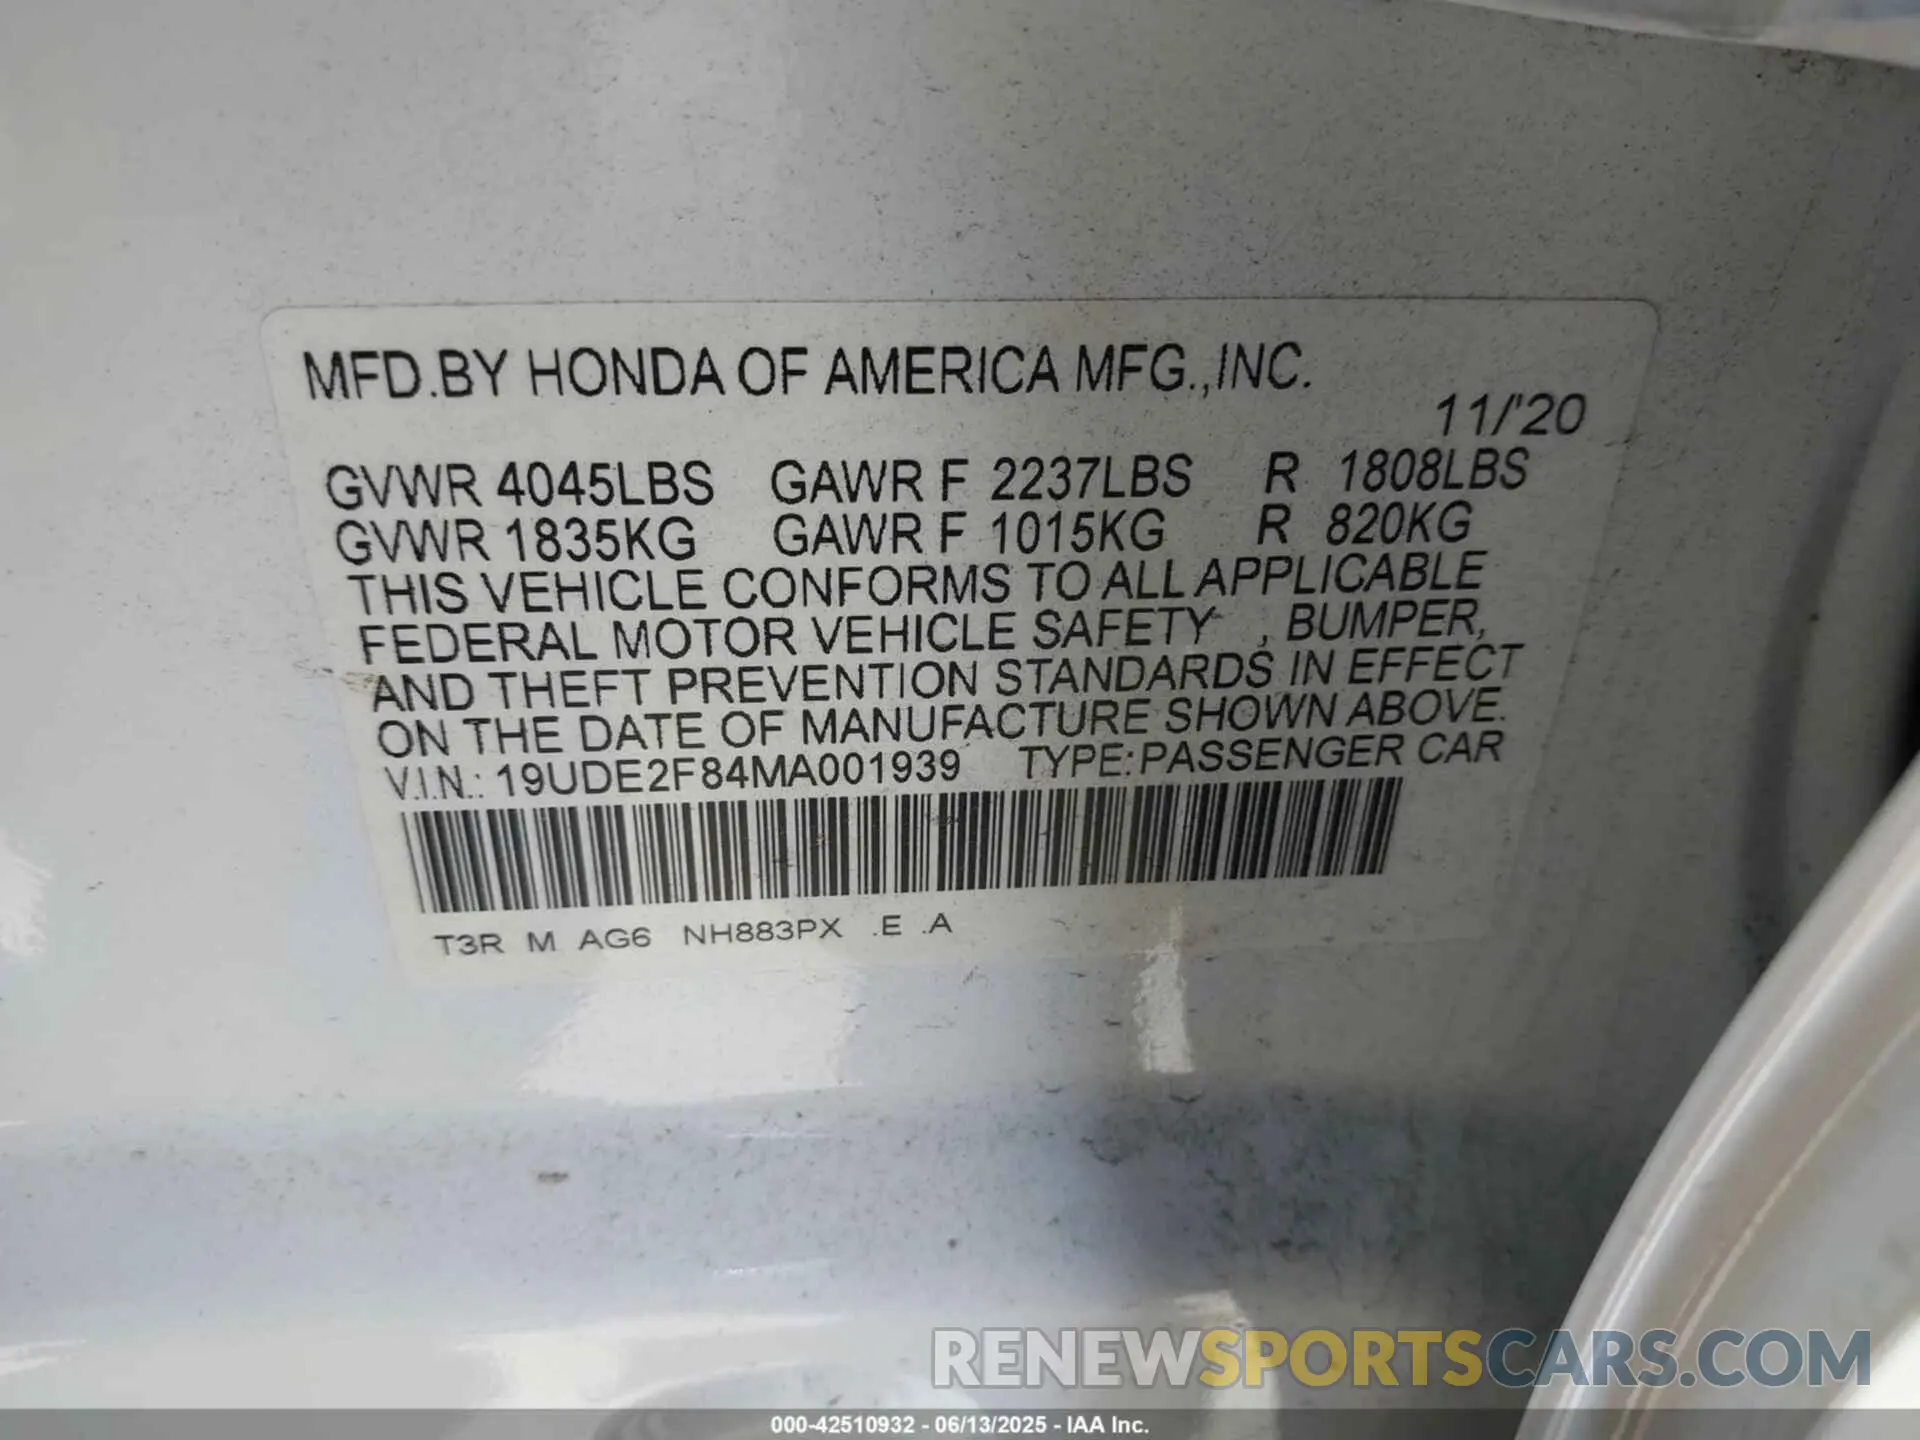 MFD.BY HONDA OF AMERICA MFG.,INC.
11/'20
GVWR 4045LBS GAWR F 2237LBS R 1808LBS
GVWR 1835KG GAWR F 1015KG R 820KG
THIS VEHICLE CONFORMS TO ALL APPLICABLE
FEDERAL MOTOR VEHICLE SAFETY , BUMPER,
AND THEFT PREVENTION STANDARDS IN EFFECT
ON THE DATE OF MANUFACTURE SHOWN ABOVE.
V.I.N.: 19UDE2F84MA001939 TYPE:PASSENGER CAR
T3R M AG6 NH883PX .E .A
RENEWSPORTSCARS.COM
000-42510932 - 06/13/2025 - IAA Inc.